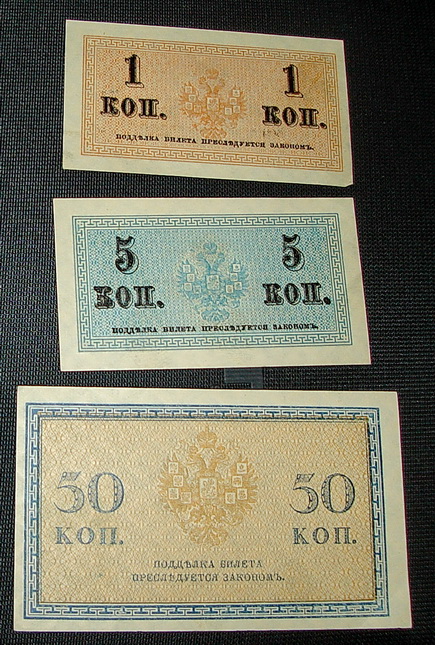 1 1
КОП. КОП.
ПОДДѢЛКА БИЛЕТА ПРЕСЛѢДУЕТСЯ ЗАКОНОМЪ.
5 5
КОП. КОП.
ПОДДѢЛКА БИЛЕТА ПРЕСЛѢДУЕТСЯ ЗАКОНОМЪ.
50 50
КОП. КОП.
ПОДДѢЛКА БИЛЕТА
ПРЕСЛѢДУЕТСЯ ЗАКОНОМЪ.